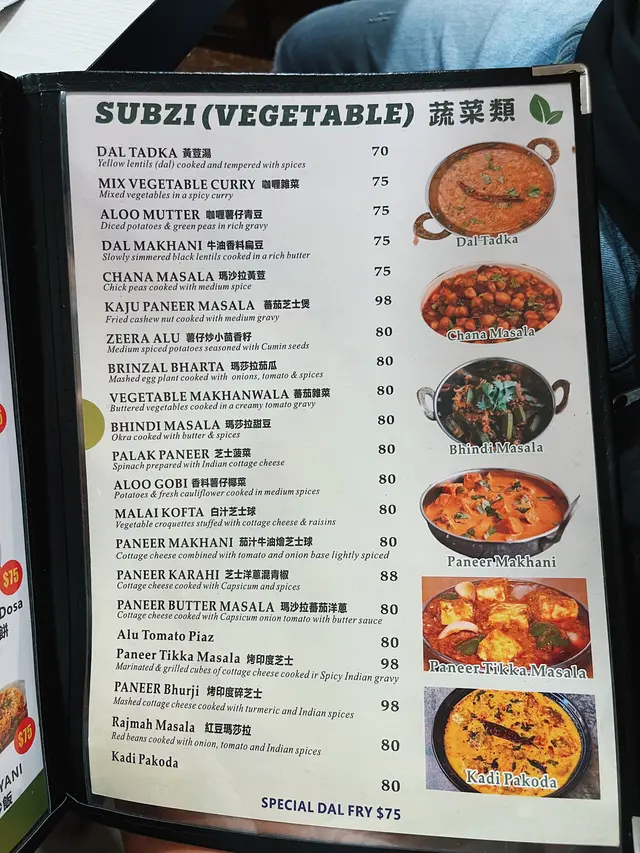 SUBZI (VEGETABLE) 蔬菜類
DAL TADKA 黃荳湯 70
Yellow lentils (dal) cooked and tempered with spices
MIX VEGETABLE CURRY 咖喱雜菜 75
Mixed vegetables in a spicy curry
ALOO MUTTER 咖喱薯仔青豆 75
Diced potatoes & green peas in rich gravy
DAL MAKHANI 牛油香料扁豆 75
Slowly simmered black lentils cooked in a rich butter
CHANA MASALA 瑪沙拉黃荳 75
Chick peas cooked with medium spice
KAJU PANEER MASALA 蕃茄芝士煲 98
Fried cashew nut cooked with medium gravy
ZEERA ALU 薯仔炒小茴香籽 80
Medium spiced potatoes seasoned with Cumin seeds
BRINZAL BHARTA 瑪莎拉茄瓜 80
Mashed egg plant cooked with onions, tomato & spices
VEGETABLE MAKHANWALA 蕃茄雜菜 80
Buttered vegetables cooked in a creamy tomato gravy
BHINDI MASALA 瑪莎拉甜豆 80
Okra cooked with butter & spices
PALAK PANEER 芝士菠菜 80
Spinach prepared with Indian cottage cheese
ALOO GOBI 香料薯仔椰菜 80
Potatoes & fresh cauliflower cooked in medium spices
MALAI KOFTA 白汁芝士球 80
Vegetable croquettes stuffed with cottage cheese & raisins
PANEER MAKHANI 茄汁牛油燴芝士球 80
Cottage cheese combined with tomato and onion base lightly spiced
PANEER KARAHI 芝士洋蔥混青椒 88
Cottage cheese cooked with Capsicum and spices
PANEER BUTTER MASALA 瑪沙拉蕃茄洋蔥 80
Cottage cheese cooked with Capsicum onion tomato with butter sauce
Alu Tomato Piaz 80
Paneer Tikka Masala 烤印度芝士 98
Marinated & grilled cubes of cottage cheese cooked ir Spicy Indian gravy
PANEER Bhurji 烤印度碎芝士 98
Mashed cottage cheese cooked with turmeric and Indian spices
Rajmah Masala 紅豆瑪莎拉 80
Red beans cooked with onion, tomato and Indian spices
Kadi Pakoda 80
SPECIAL DAL FRY $75
Dal Tadka
Chana Masala
Bhindi Masala
Paneer Makhani
Paneer Tikka Masala
Kadi Pakoda
$75
Dosa
餅
$75
YANI
飯